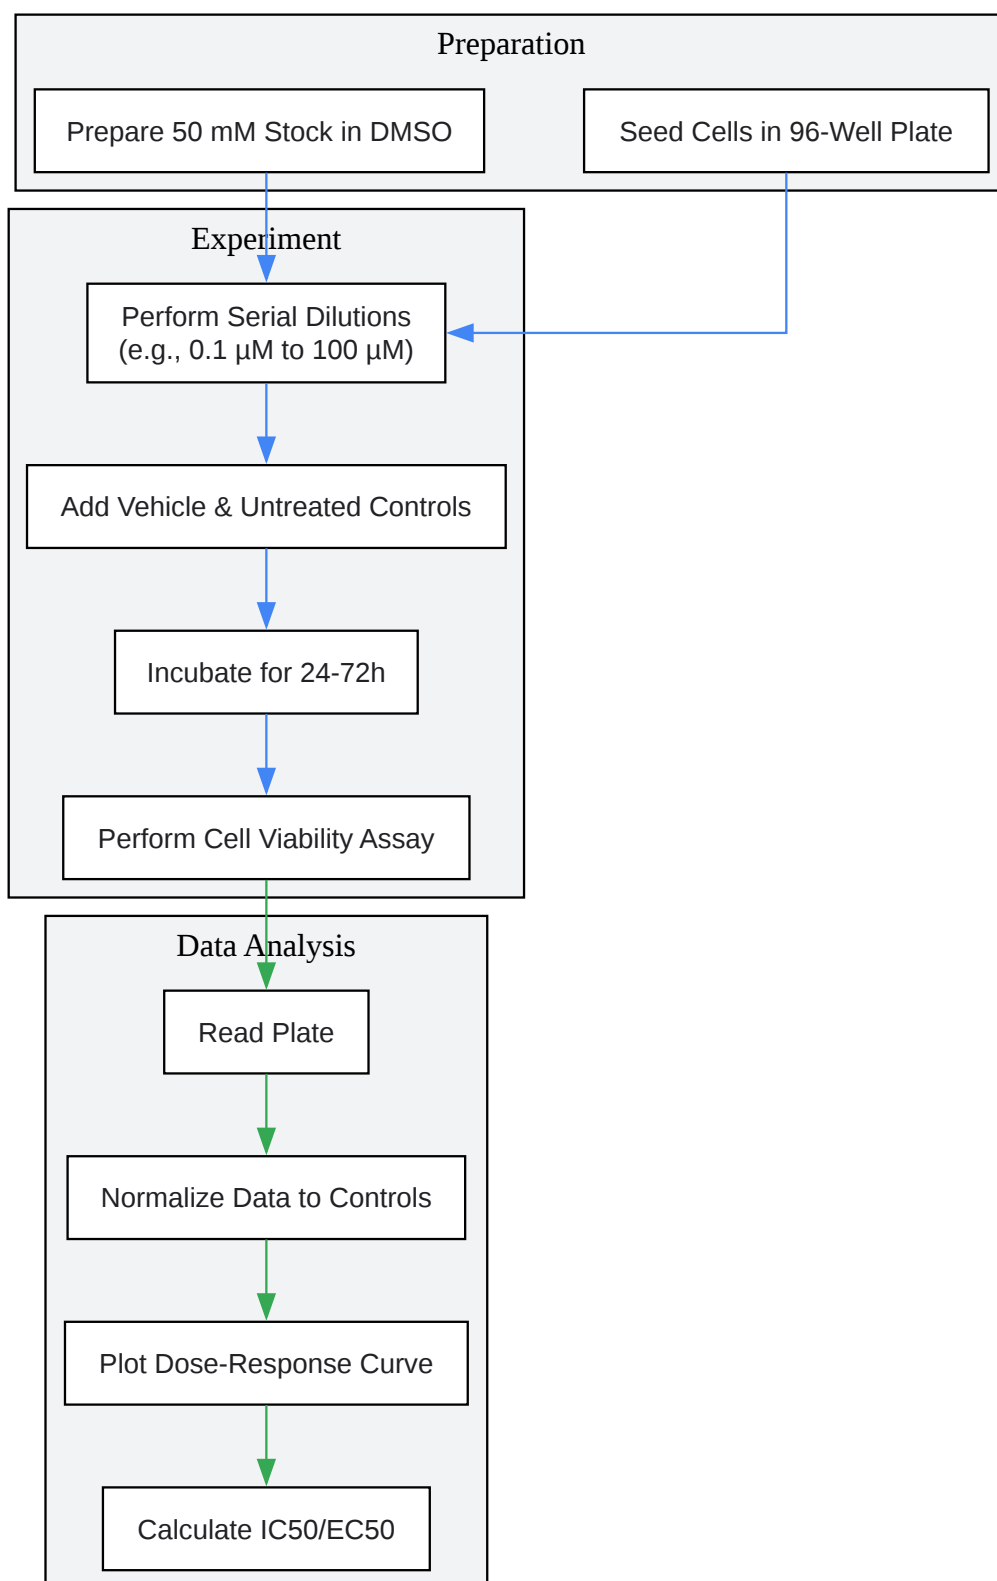 Preparation
Prepare 50 mM Stock in DMSO
Seed Cells in 96-Well Plate
Experiment
Perform Serial Dilutions
(e.g., 0.1 µM to 100 µM)
Add Vehicle & Untreated Controls
Incubate for 24-72h
Perform Cell Viability Assay
Data Analysis
Read Plate
Normalize Data to Controls
Plot Dose-Response Curve
Calculate IC50/EC50